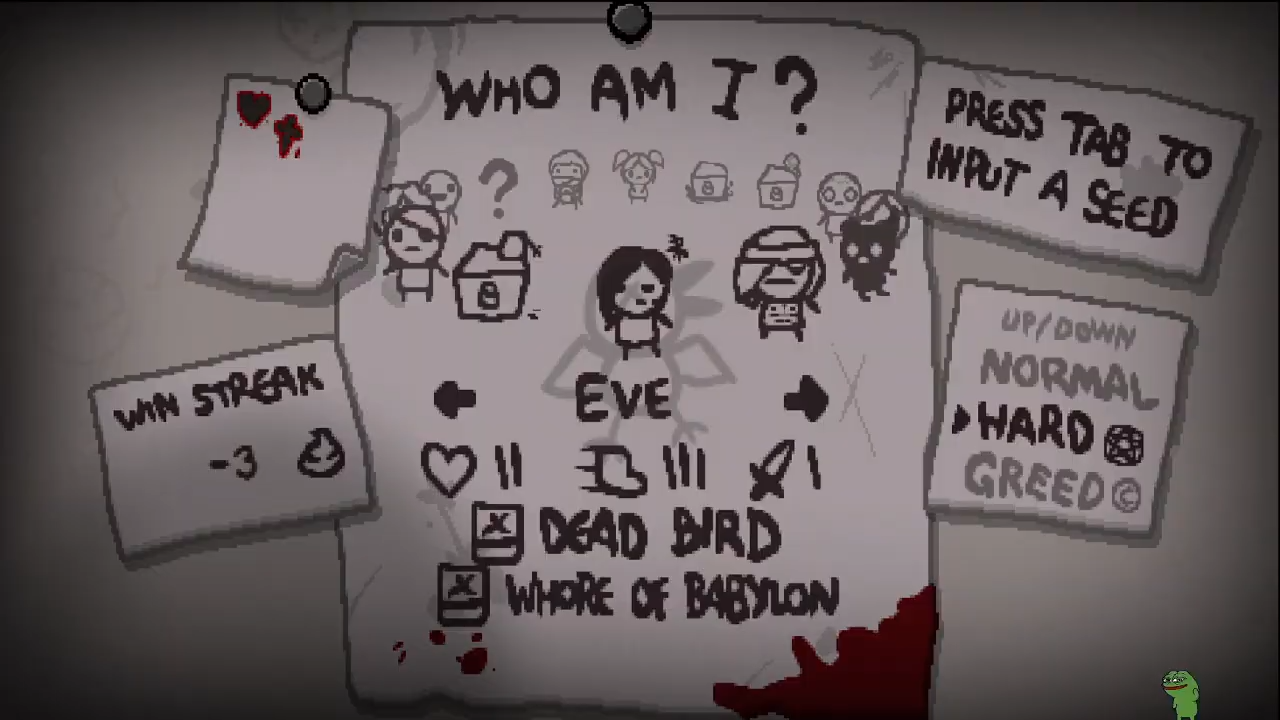 WHO AM I?
PRESS TAB TO
INPUT A SEED
?
WIN STREAK
-3
EVE
UP/DOWN
NORMAL
HARD
GREED ©
DEAD BIRD
WHORE OF BABYLON